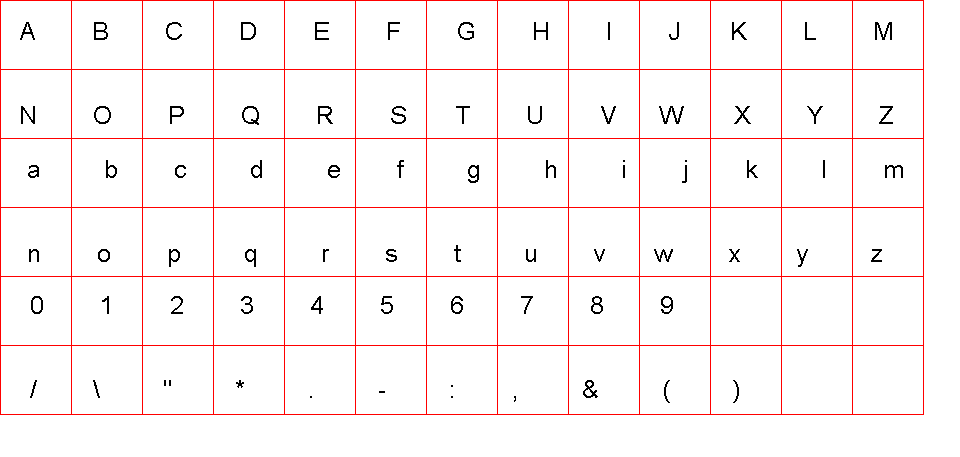 A B C D E F G H I J K L M
N O P Q R S T U V W X Y Z
a b c d e f g h i j k l m
n o p q r s t u v w x y z
0 1 2 3 4 5 6 7 8 9
/ \ " * . - : , & ( )